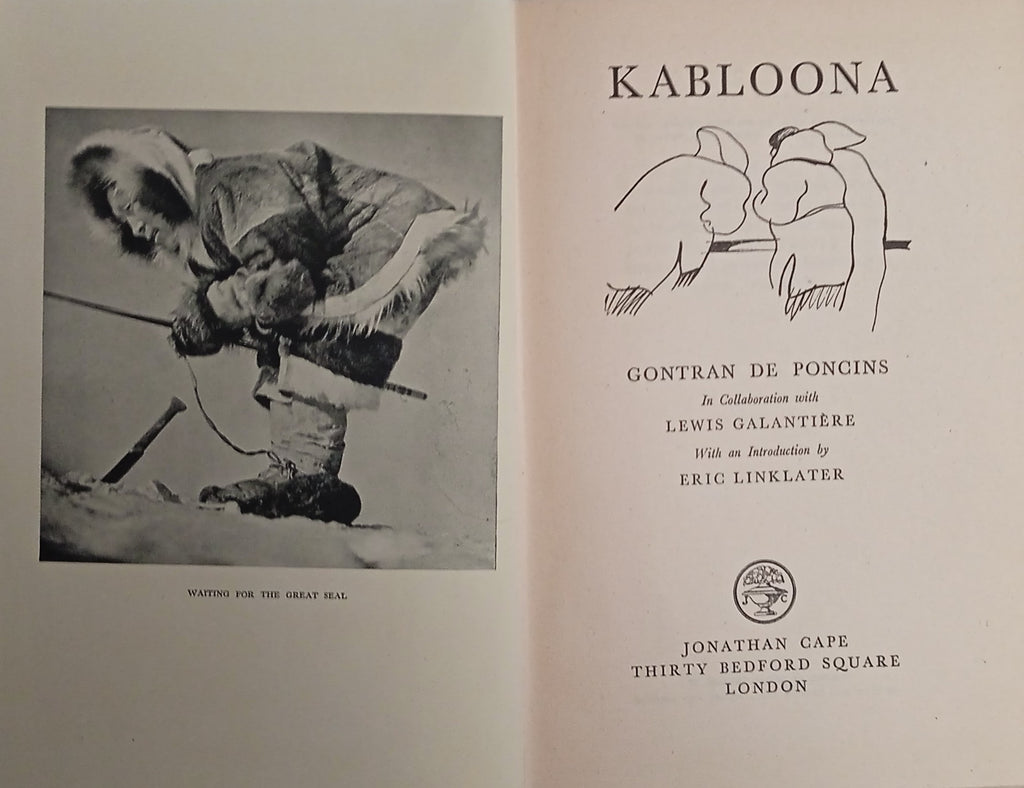 WAITING FOR THE GREAT SEAL
KABLOONA
GONTRAN DE PONCINS
In Collaboration with
LEWIS GALANTIÈRE
With an Introduction by
ERIC LINKLATER
J C
JONATHAN CAPE
THIRTY BEDFORD SQUARE
LONDON